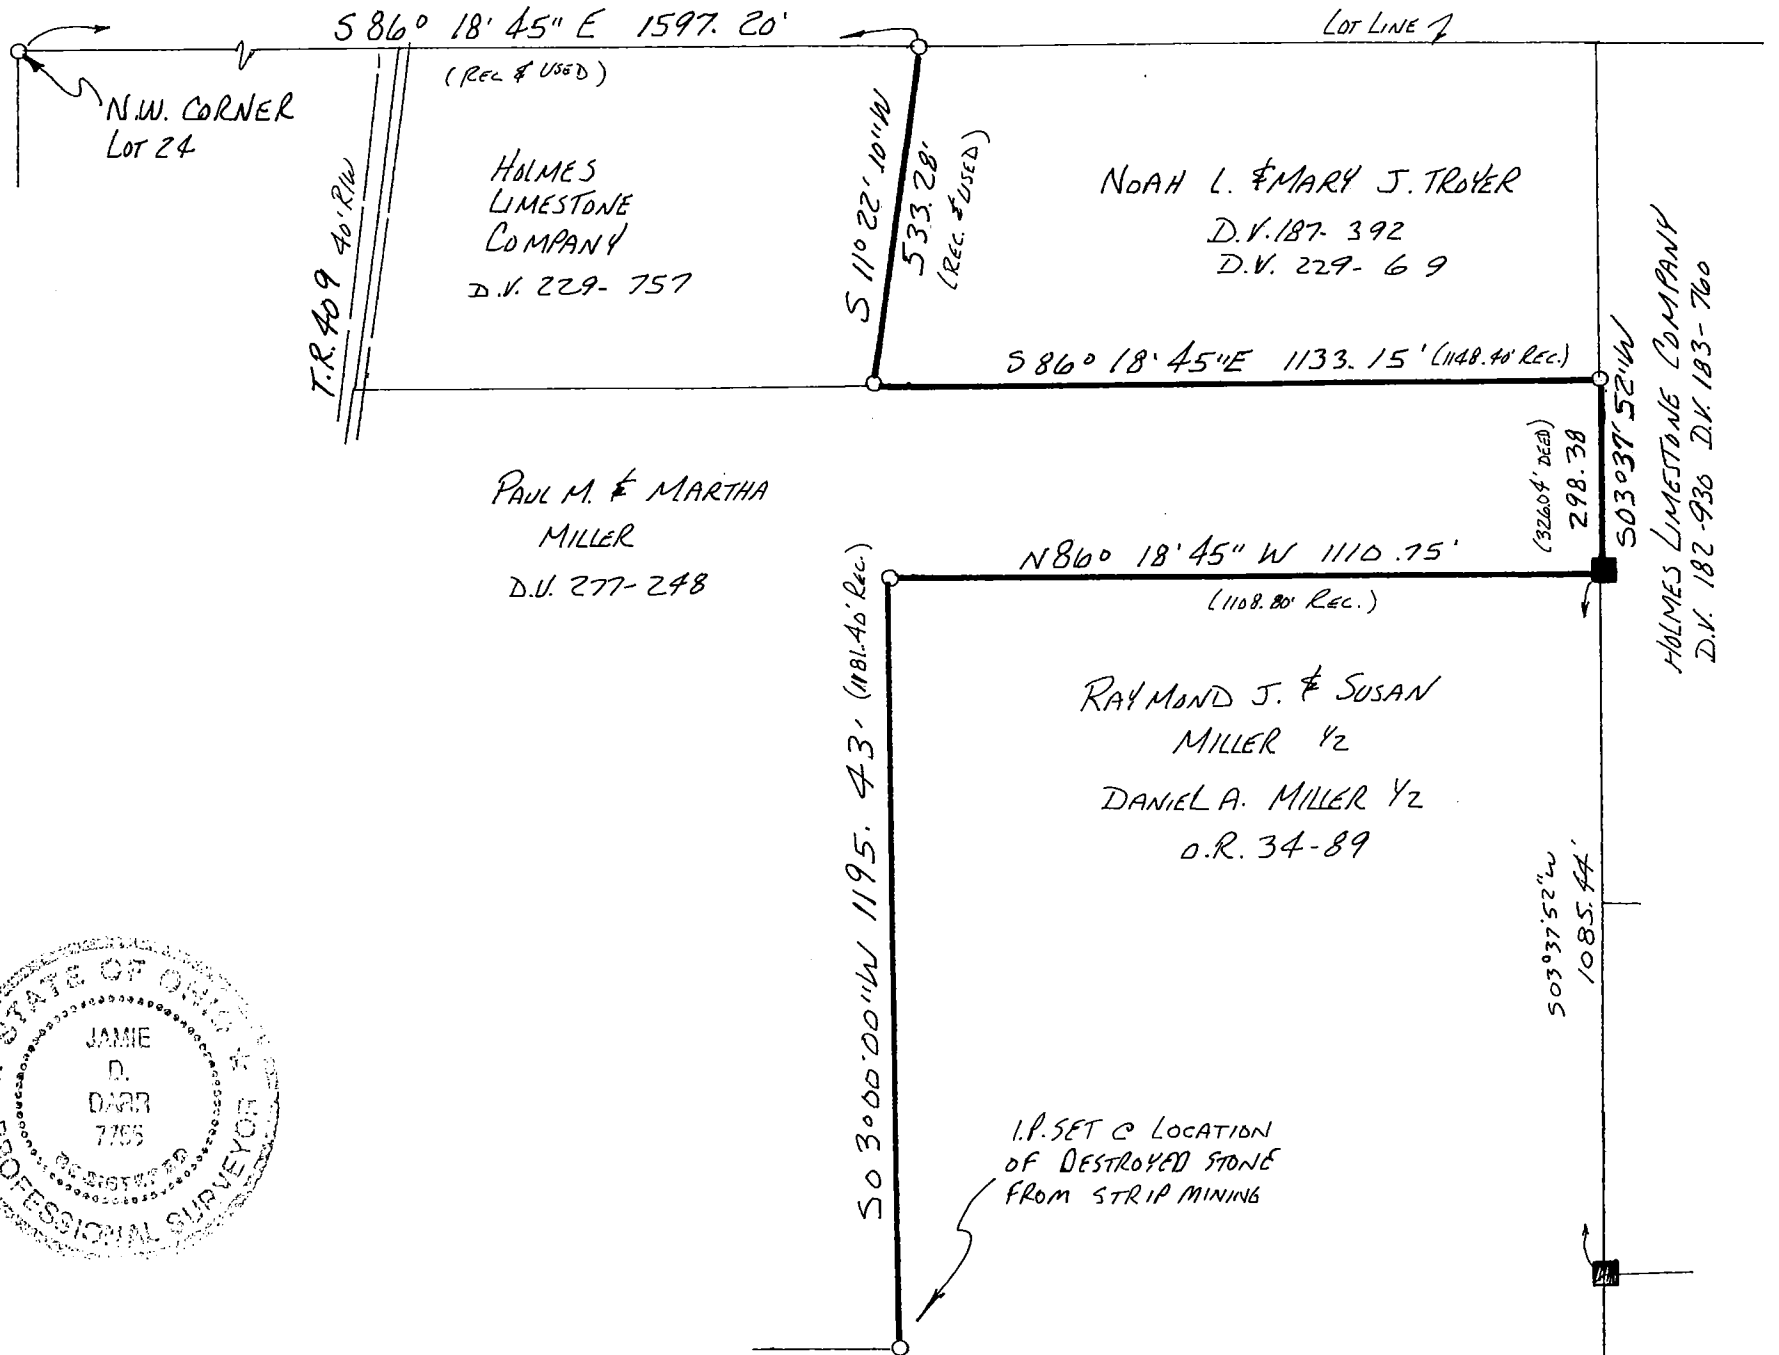 S 86° 18' 45" E 1597. 20'
(REC & USED)
LOT LINE
N.W. CORNER
LOT 24
T.R. 409 40' R/W
HOLMES
LIMESTONE
COMPANY
D.V. 229- 757
S 11° 22' 10" W
533.28'
(REC. & USED)
NOAH L. & MARY J. TROYER
D.V. 187- 392
D.V. 229- 69
HOLMES LIMESTONE COMPANY
D.V. 182-930 D.V. 183-760
S 86° 18' 45" E 1133. 15' (1148.40' REC.)
S03°37'52"W
298.38
(326.04' DEED)
PAUL M. & MARTHA
MILLER
D.V. 277-248
N 86° 18' 45" W 1110.75'
(1108.80' REC.)
S 03°00'00"W 1195. 43' (1181.40' REC.)
RAYMOND J. & SUSAN
MILLER 1/2
DANIEL A. MILLER 1/2
O.R. 34-89
S03°37'52"W
1085.44'
I.P. SET @ LOCATION
OF DESTROYED STONE
FROM STRIP MINING
STATE OF OHIO
JAMIE
D.
DARR
REGISTERED
PROFESSIONAL SURVEYOR